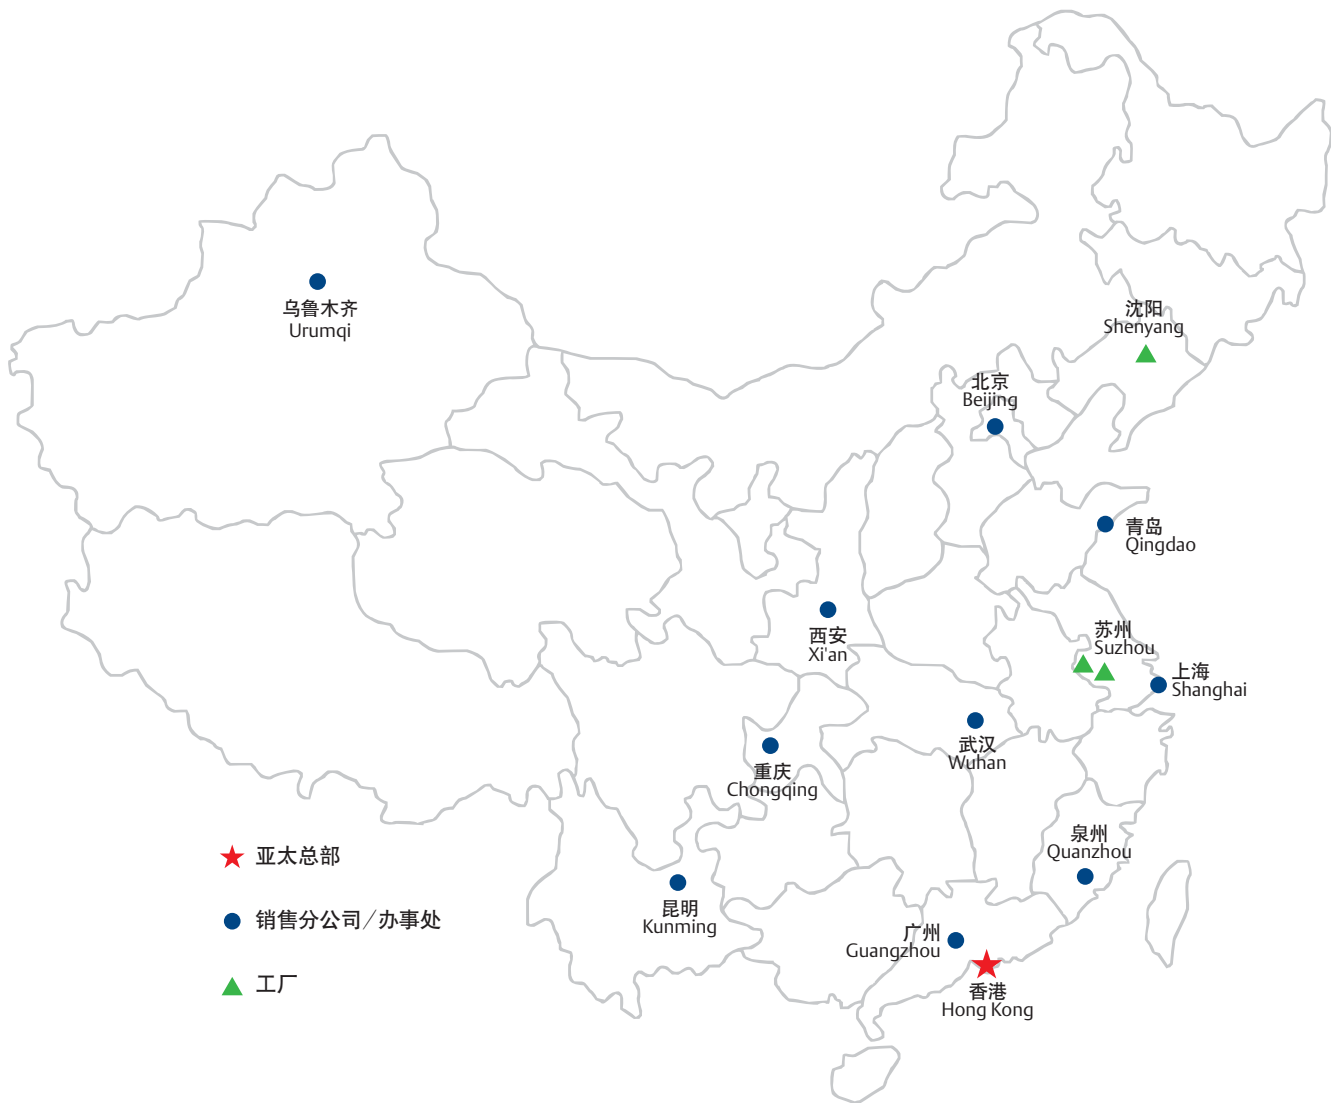 乌鲁木齐
Urumqi
沈阳
Shenyang
北京
Beijing
青岛
Qingdao
西安
Xi'an
苏州
Suzhou
上海
Shanghai
武汉
Wuhan
重庆
Chongqing
泉州
Quanzhou
昆明
Kunming
广州
Guangzhou
香港
Hong Kong
亚太总部
销售分公司/办事处
工厂